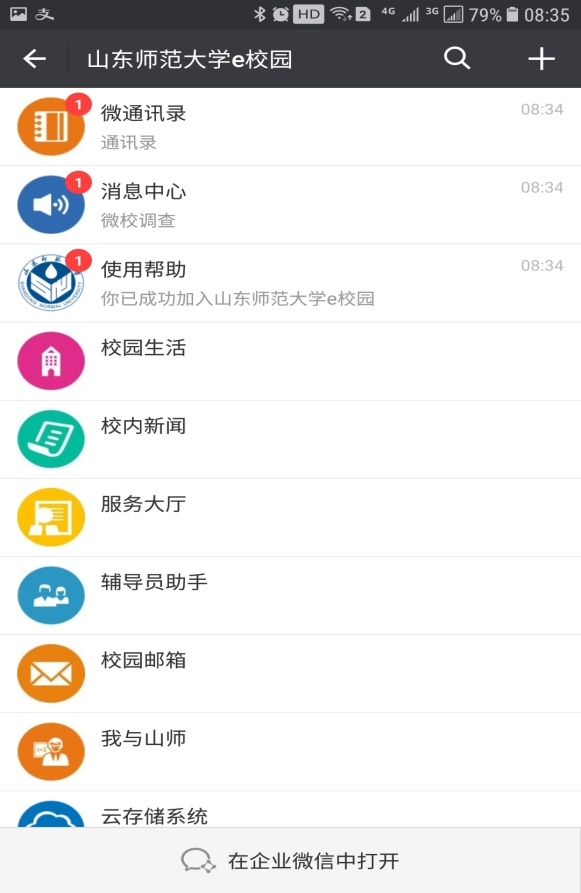 HD 2 4G 3G 79% 08:35
山东师范大学e校园
1
微通讯录 08:34
通讯录
1
消息中心 08:34
微校调查
1
使用帮助 08:34
你已成功加入山东师范大学e校园
校园生活
校内新闻
服务大厅
辅导员助手
校园邮箱
我与山师
云存储系统
在企业微信中打开